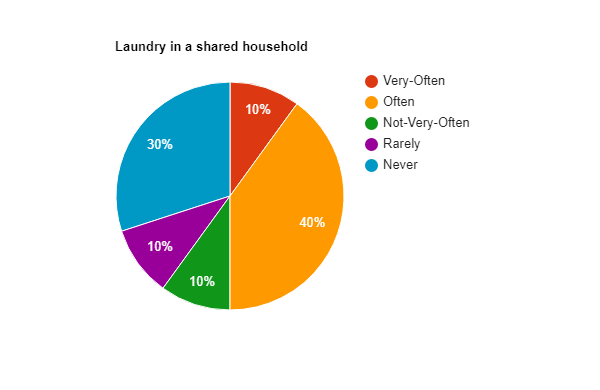 Laundry in a shared household
Very-Often
Often
Not-Very-Often
Rarely
Never
10%
30%
40%
10%
10%